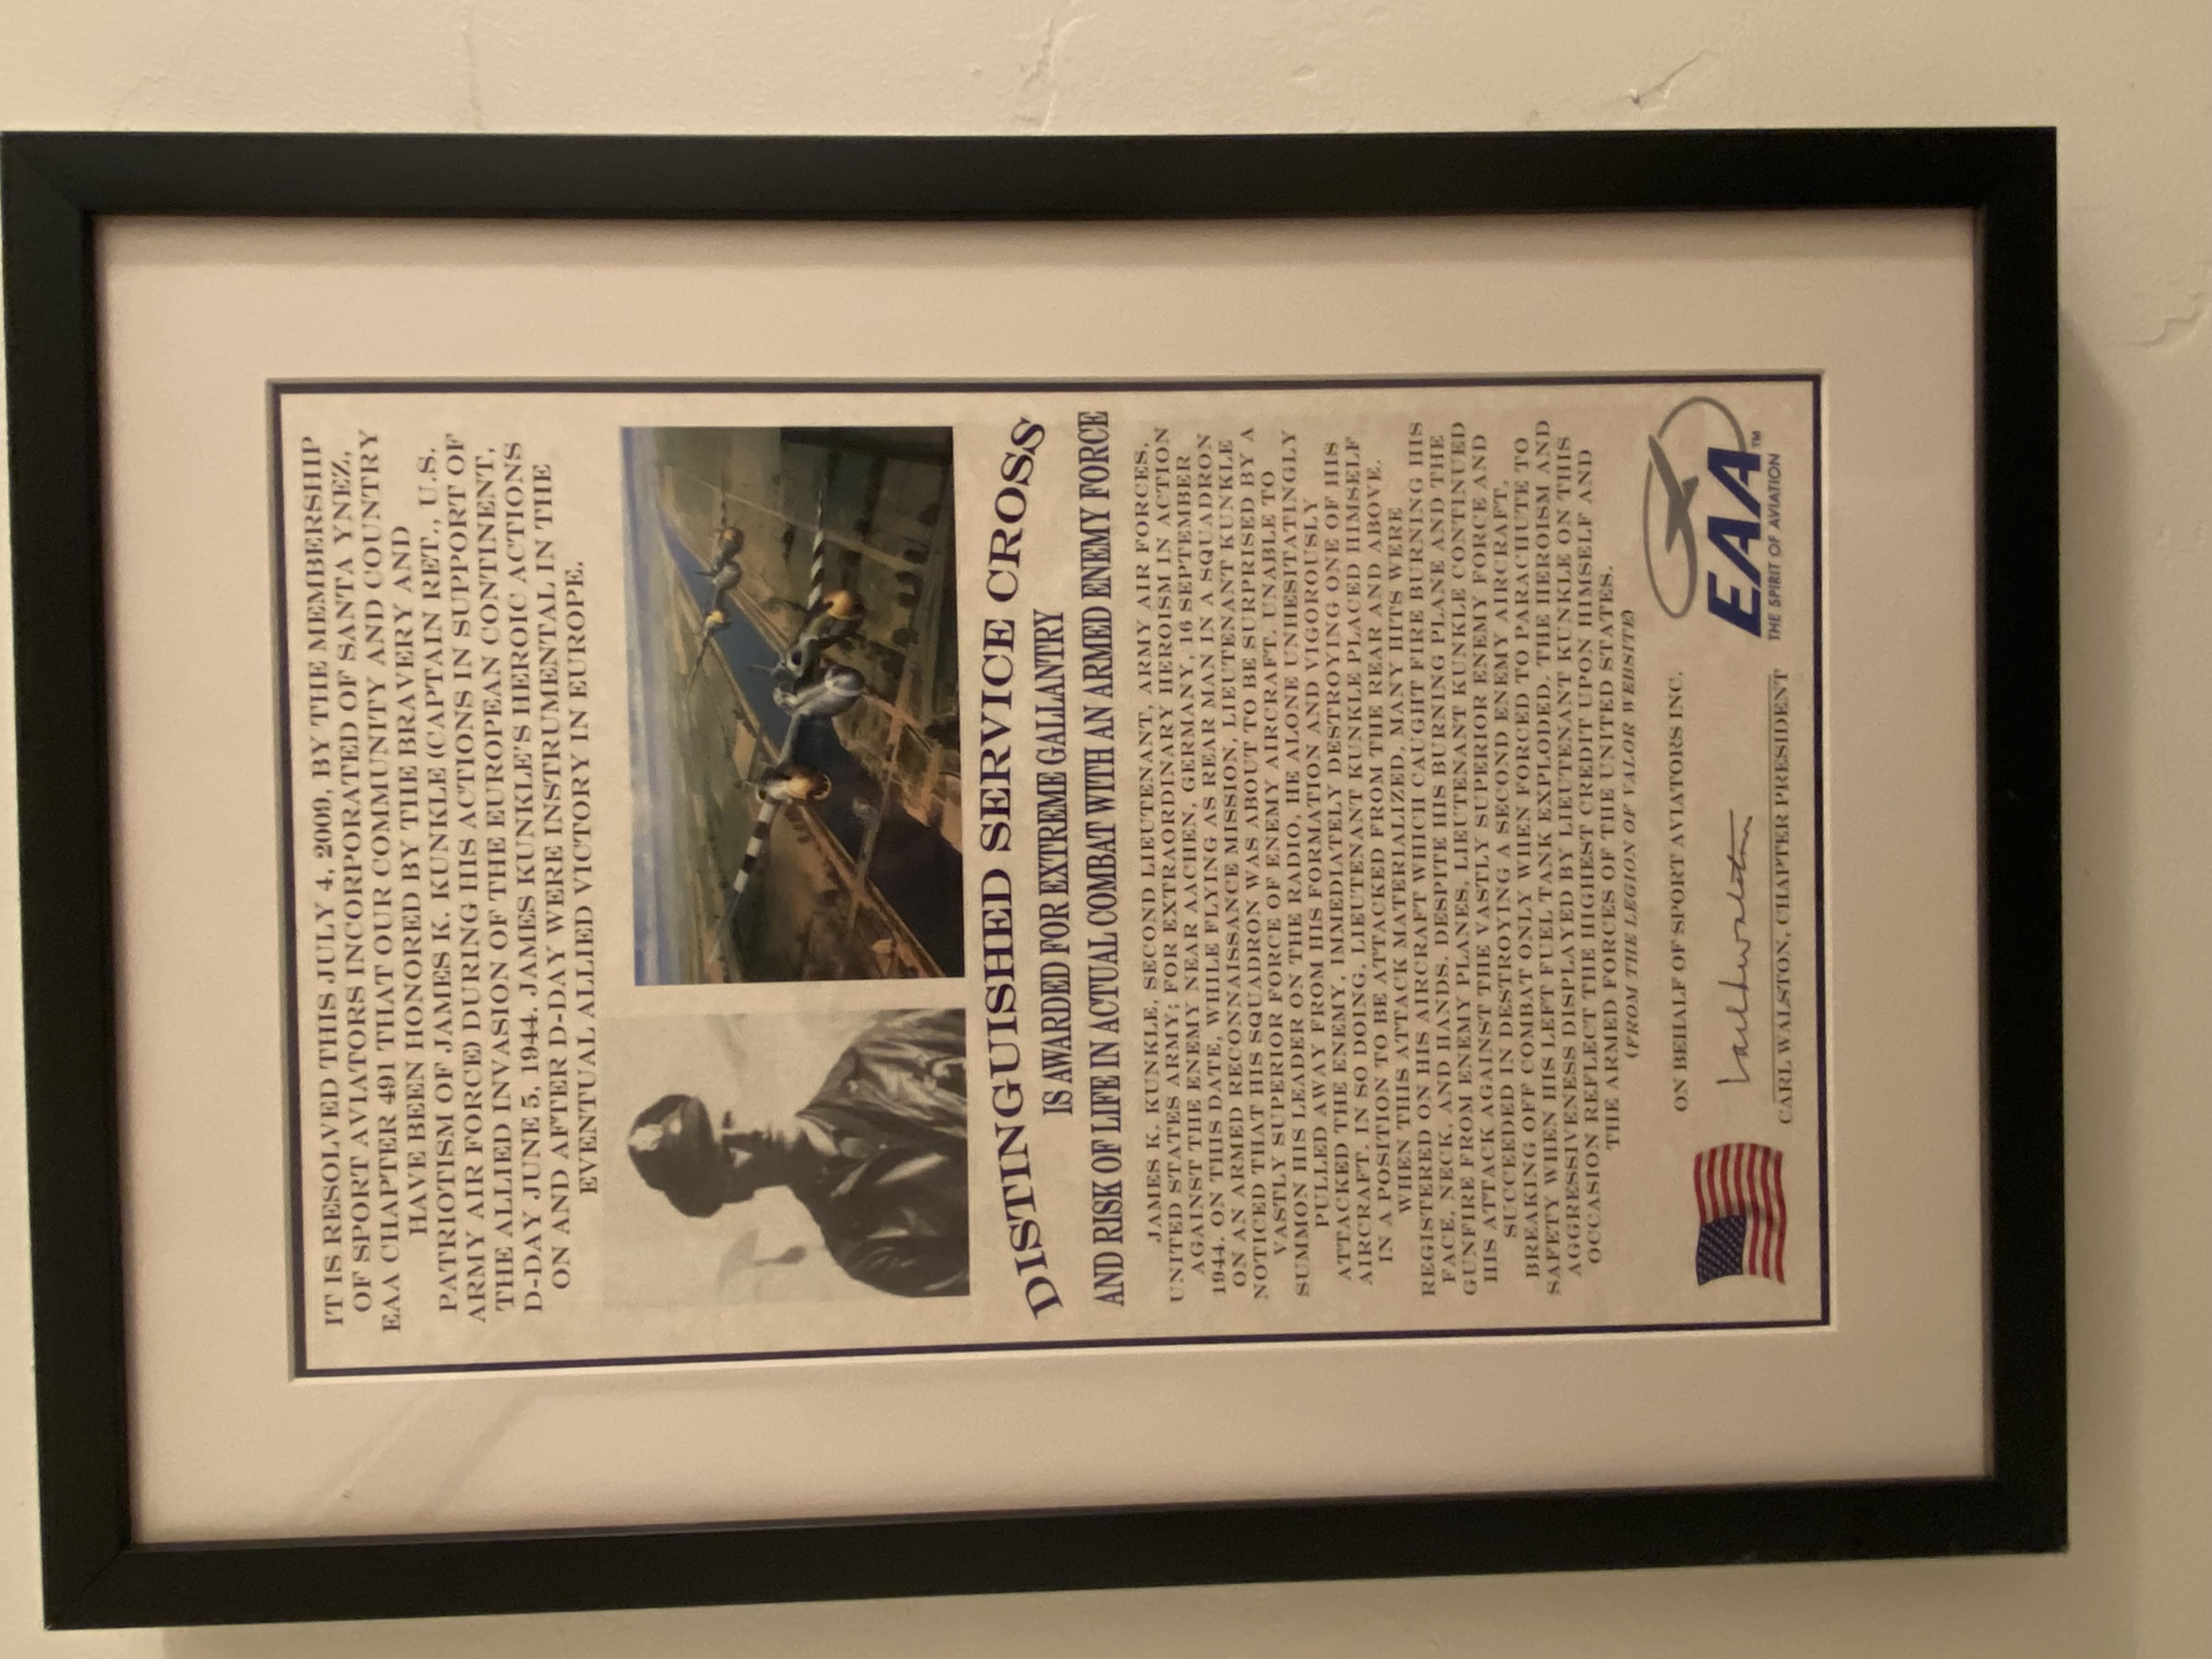 IT IS RESOLVED THIS JULY 4, 2009, BY THE MEMBERSHIP
OF SPORT AVIATORS INCORPORATED OF SANTA YNEZ,
EAA CHAPTER 491 THAT OUR COMMUNITY AND COUNTRY
HAVE BEEN HONORED BY THE BRAVERY AND
PATRIOTISM OF JAMES K. KUNKLE (CAPTAIN RET., U.S.
ARMY AIR FORCE) DURING HIS ACTIONS IN SUPPORT OF
THE ALLIED INVASION OF THE EUROPEAN CONTINENT,
D-DAY JUNE 5, 1944. JAMES KUNKLE'S HEROIC ACTIONS
ON AND AFTER D-DAY WERE INSTRUMENTAL IN THE
EVENTUAL ALLIED VICTORY IN EUROPE.
DISTINGUISHED SERVICE CROSS
IS AWARDED FOR EXTREME GALLANTRY
AND RISK OF LIFE IN ACTUAL COMBAT WITH AN ARMED ENEMY FORCE
JAMES K. KUNKLE, SECOND LIEUTENANT, ARMY AIR FORCES,
UNITED STATES ARMY; FOR EXTRAORDINARY HEROISM IN ACTION
AGAINST THE ENEMY NEAR AACHEN, GERMANY, 16 SEPTEMBER
1944. ON THIS DATE, WHILE FLYING AS REAR MAN IN A SQUADRON
ON AN ARMED RECONNAISSANCE MISSION, LIEUTENANT KUNKLE
NOTICED THAT HIS SQUADRON WAS ABOUT TO BE SURPRISED BY A
VASTLY SUPERIOR FORCE OF ENEMY AIRCRAFT. UNABLE TO
SUMMON HIS LEADER ON THE RADIO, HE ALONE UNHESITATINGLY
PULLED AWAY FROM HIS FORMATION AND VIGOROUSLY
ATTACKED THE ENEMY, IMMEDIATELY DESTROYING ONE OF HIS
AIRCRAFT. IN SO DOING, LIEUTENANT KUNKLE PLACED HIMSELF
IN A POSITION TO BE ATTACKED FROM THE REAR AND ABOVE.
WHEN THIS ATTACK MATERIALIZED, MANY HITS WERE
REGISTERED ON HIS AIRCRAFT WHICH CAUGHT FIRE BURNING HIS
FACE, NECK, AND HANDS. DESPITE HIS BURNING PLANE AND THE
GUNFIRE FROM ENEMY PLANES, LIEUTENANT KUNKLE CONTINUED
HIS ATTACK AGAINST THE VASTLY SUPERIOR ENEMY FORCE AND
SUCCEEDED IN DESTROYING A SECOND ENEMY AIRCRAFT,
BREAKING OFF COMBAT ONLY WHEN FORCED TO PARACHUTE TO
SAFETY WHEN HIS LEFT FUEL TANK EXPLODED. THE HEROISM AND
AGGRESSIVENESS DISPLAYED BY LIEUTENANT KUNKLE ON THIS
OCCASION REFLECT THE HIGHEST CREDIT UPON HIMSELF AND
THE ARMED FORCES OF THE UNITED STATES.
(FROM THE LEGION OF VALOR WEBSITE)
ON BEHALF OF SPORT AVIATORS INC.
Carl Walston
CARL WALSTON, CHAPTER PRESIDENT
EAA™
THE SPIRIT OF AVIATION